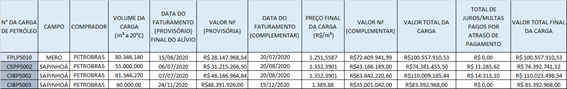 Nº DA CARGA DE PETRÓLEO | CAMPO | COMPRADOR | VOLUME DA CARGA (m³ a 20°C) | DATA DO FATURAMENTO (PROVISÓRIO) FINAL DO ALÍVIO | VALOR NF (PROVISÓRIA) | DATA DO FATURAMENTO (COMPLEMENTAR) | PREÇO FINAL DA CARGA (R$/m³) | VALOR NF (COMPLEMENTAR) | VALOR TOTAL DA CARGA | TOTAL DE JUROS/MULTAS PAGOS POR ATRASO DE PAGAMENTO | VALOR TOTAL FINAL DA CARGA
FPLPS010 | MERO | PETROBRAS | 80.346,140 | 15/06/2020 | R$ 28.147.968,54 | 20/07/2020 | 1.251,5587 | R$72.409.941,99 | R$100.557.910,53 | R$ 0,00 | R$ 100.557.910,53
CSPPS002 | SAPINHOÁ | PETROBRAS | 55.000,000 | 06/07/2020 | R$ 31.215.266,50 | 20/08/2020 | 1.352,3901 | R$43.166.189,00 | R$74.381.455,50 | R$ 11.285,62 | R$ 74.392.741,12
CIBPS002 | SAPINHOÁ | PETROBRAS | 81.344,270 | 07/07/2020 | R$ 46.166.964,84 | 20/08/2020 | 1.352,3901 | R$63.842.220,60 | R$110.009.185,44 | R$ 14.313,10 | R$ 110.023.498,54
CIBPS003 | SAPINHOÁ | PETROBRAS | 60.000,00 | 24/11/2020 | R$48.391.926,00 | 19/12/2020 | 1.389,88 | R$35.001.042,00 | R$83.392.968,00 | R$ 0,00 | R$ 83.392.968,00